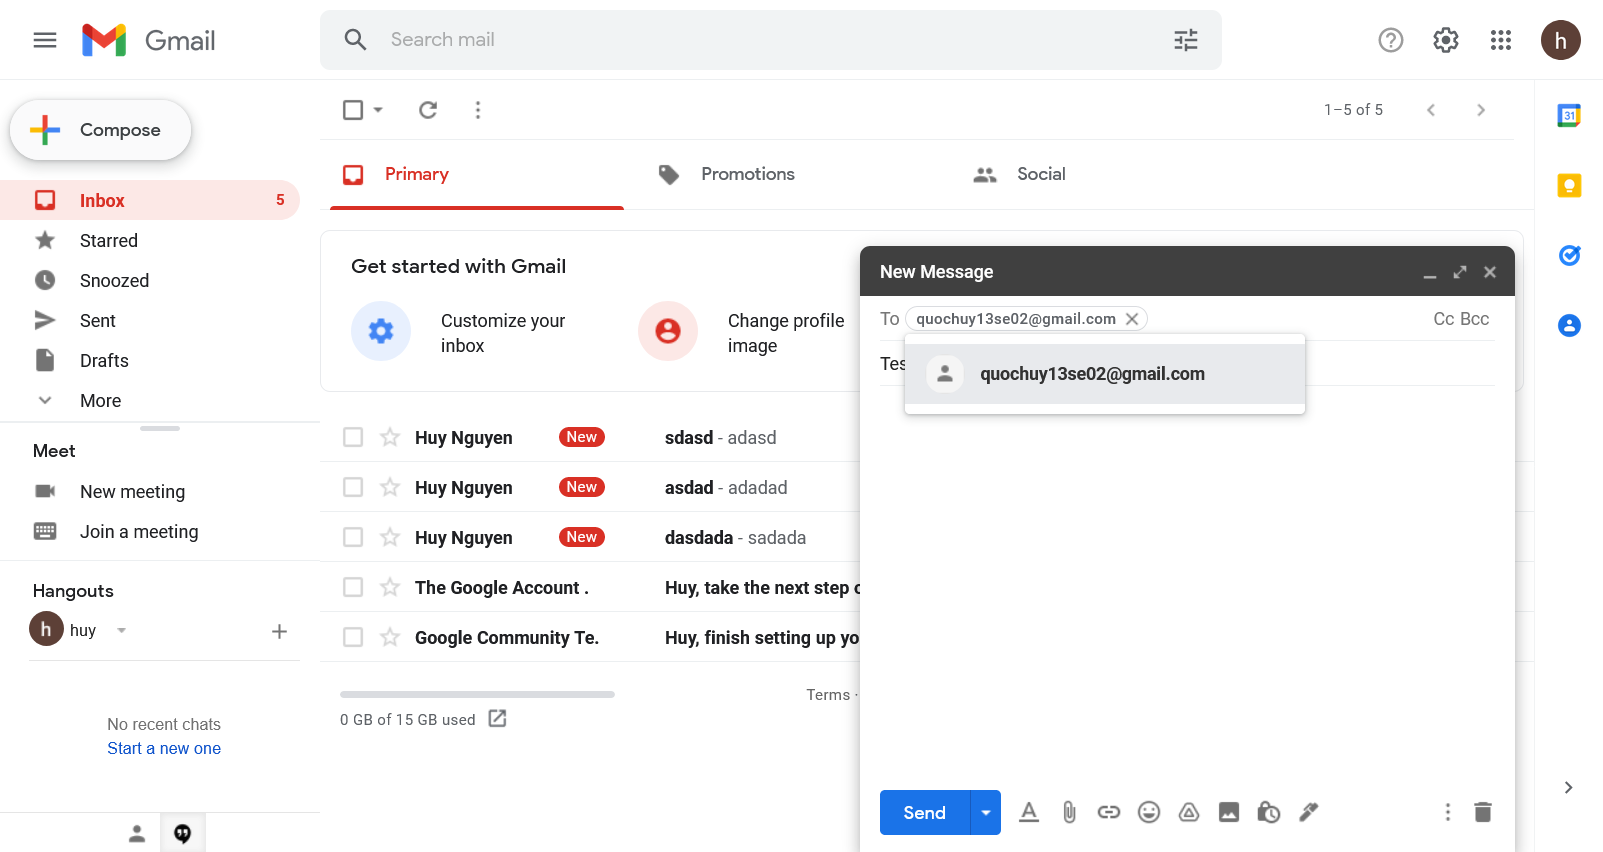 Gmail
Search mail
h
Compose
1–5 of 5
31
Primary
Promotions
Social
Inbox 5
Starred
Snoozed
Sent
Drafts
More
Get started with Gmail
Customize your
inbox
Change profile
image
New Message
To quochuy13se02@gmail.com Cc Bcc
Tes
quochuy13se02@gmail.com
Huy Nguyen New sdasd - adasd
Huy Nguyen New asdad - adadad
Huy Nguyen New dasdada - sadada
The Google Account . Huy, take the next step
Google Community Te. Huy, finish setting up yo
Meet
New meeting
Join a meeting
Hangouts
h huy
No recent chats
Start a new one
Terms ·
0 GB of 15 GB used
Send